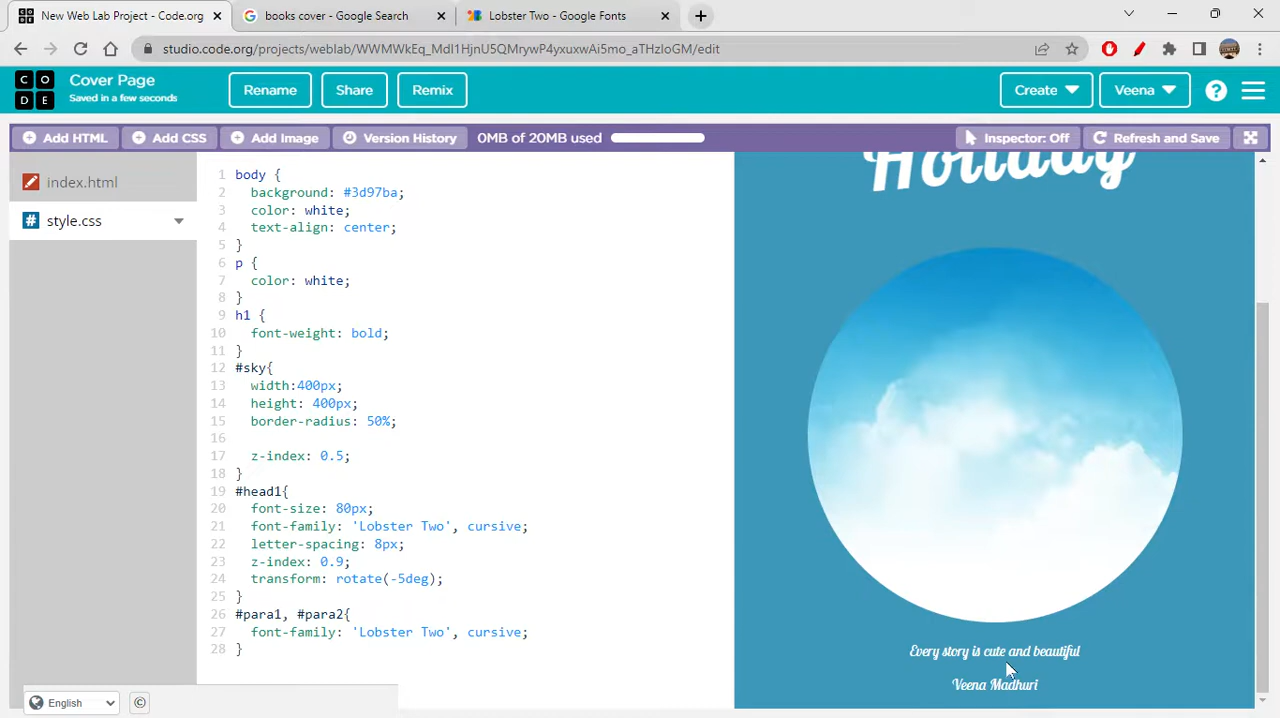 New Web Lab Project - Code.org
books cover - Google Search
Lobster Two - Google Fonts
studio.code.org/projects/weblab/WWMWkEq_MdI1HjnU5QMrywP4yxuxwAi5mo_aTHzIoGM/edit
CODE
Cover Page
Saved in a few seconds
Rename
Share
Remix
Create
Veena
Add HTML
Add CSS
Add Image
Version History
0MB of 20MB used
Inspector: Off
Refresh and Save
index.html
style.css
1 body {
2 background: #3d97ba;
3 color: white;
4 text-align: center;
5 }
6 p {
7 color: white;
8 }
9 h1 {
10 font-weight: bold;
11 }
12 #sky{
13 width:400px;
14 height: 400px;
15 border-radius: 50%;
16
17 z-index: 0.5;
18 }
19 #head1{
20 font-size: 80px;
21 font-family: 'Lobster Two', cursive;
22 letter-spacing: 8px;
23 z-index: 0.9;
24 transform: rotate(-5deg);
25 }
26 #para1, #para2{
27 font-family: 'Lobster Two', cursive;
28 }
Holiday
Every story is cute and beautiful
Veena Madhuri
English
©